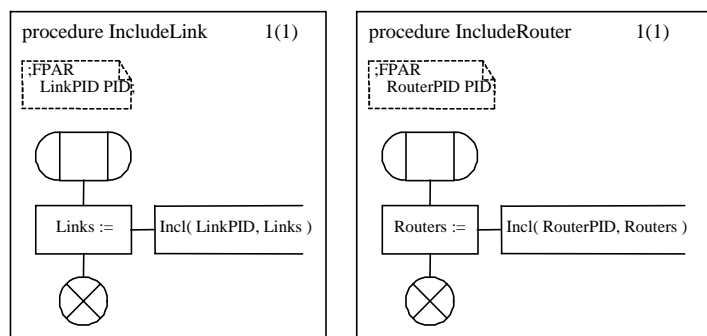 procedure IncludeLink 1(1)
;FPAR
LinkPID PID;
Links :=
Incl( LinkPID, Links )
procedure IncludeRouter 1(1)
;FPAR
RouterPID PID;
Routers :=
Incl( RouterPID, Routers )